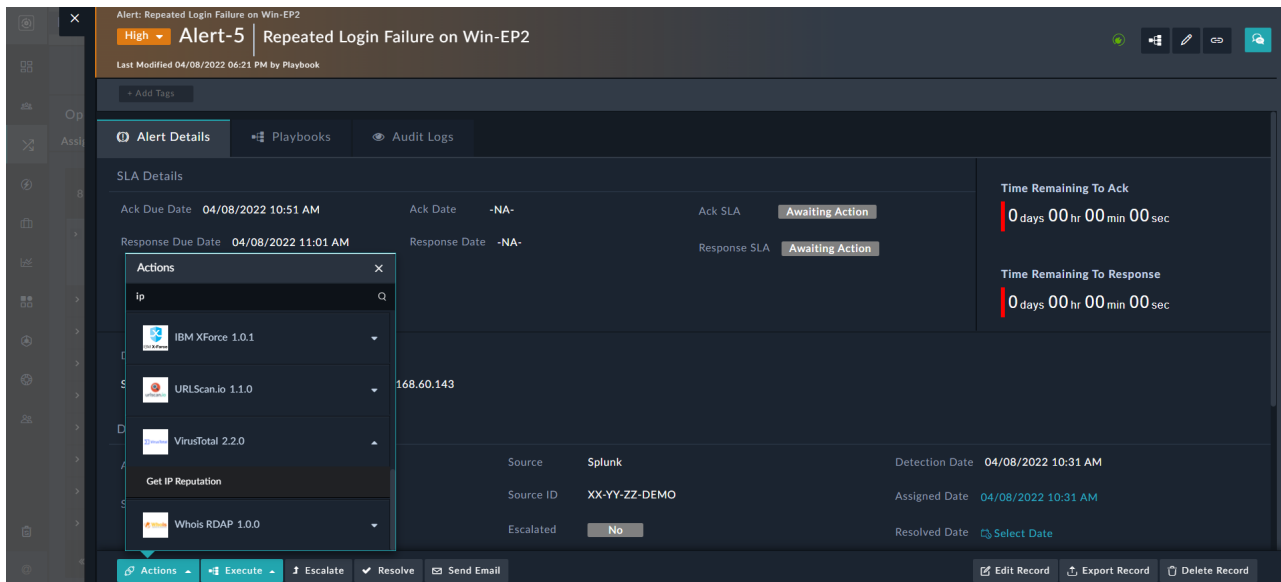 Alert: Repeated Login Failure on Win-EP2
High Alert-5 Repeated Login Failure on Win-EP2
Last Modified 04/08/2022 06:21 PM by Playbook
+ Add Tags
Op
Assi
Alert Details Playbooks Audit Logs
SLA Details
Ack Due Date 04/08/2022 10:51 AM Ack Date -NA- Ack SLA Awaiting Action
Response Due Date 04/08/2022 11:01 AM Response Date -NA- Response SLA Awaiting Action
Time Remaining To Ack
0 days 00 hr 00 min 00 sec
Time Remaining To Response
0 days 00 hr 00 min 00 sec
Actions
ip
IBM XForce 1.0.1
URLScan.io 1.1.0
168.60.143
VirusTotal 2.2.0
Get IP Reputation
Whois RDAP 1.0.0
Source Splunk Detection Date 04/08/2022 10:31 AM
Source ID XX-YY-ZZ-DEMO Assigned Date 04/08/2022 10:31 AM
Escalated No Resolved Date Select Date
Actions Execute Escalate Resolve Send Email Edit Record Export Record Delete Record